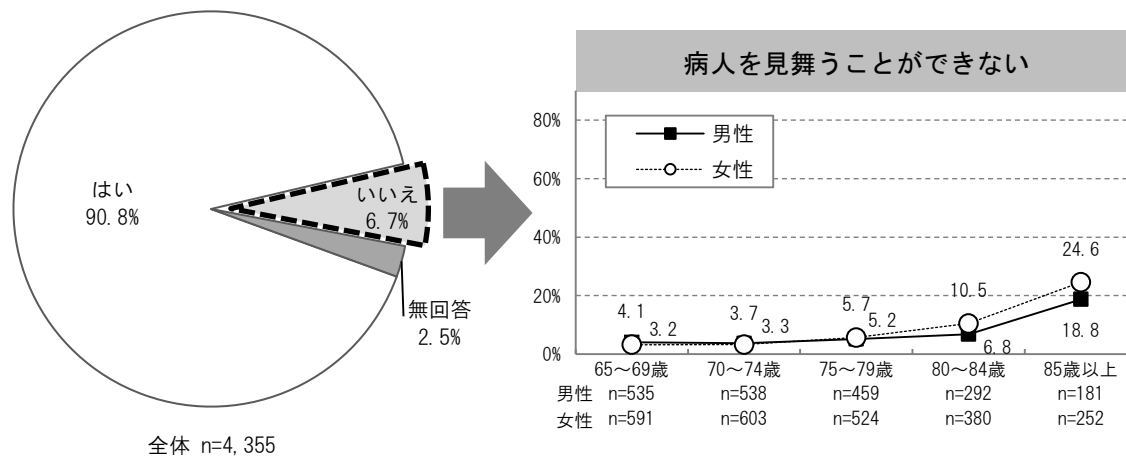 はい
90.8%
いいえ
6.7%
無回答
2.5%
全体 n=4,355
病人を見舞うことができない
80%
60%
40%
20%
0%
男性
女性
4.1
3.2
3.7
3.3
5.7
5.2
10.5
6.8
24.6
18.8
65～69歳 70～74歳 75～79歳 80～84歳 85歳以上
男性 n=535 n=538 n=459 n=292 n=181
女性 n=591 n=603 n=524 n=380 n=252